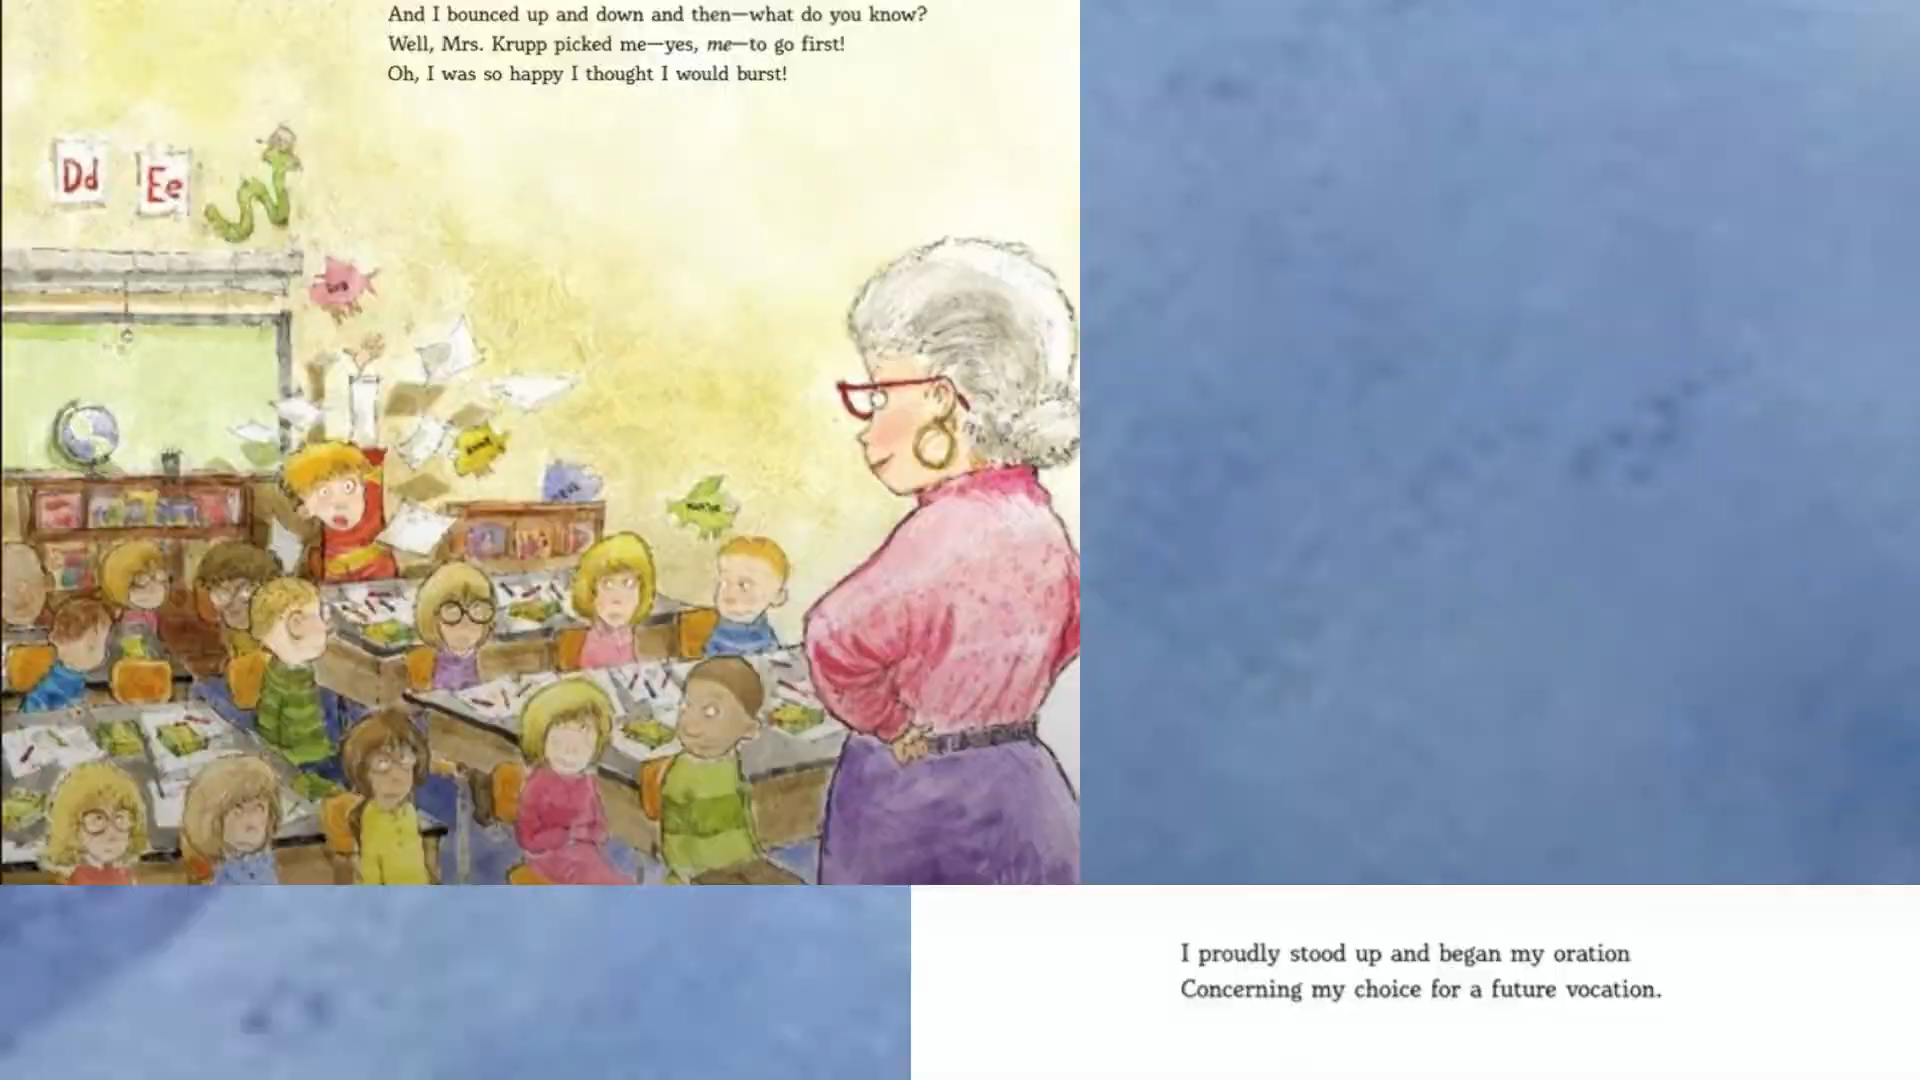 And I bounced up and down and then—what do you know?
Well, Mrs. Krupp picked me—yes, me—to go first!
Oh, I was so happy I thought I would burst!
Dd
Ee
I proudly stood up and began my oration
Concerning my choice for a future vocation.